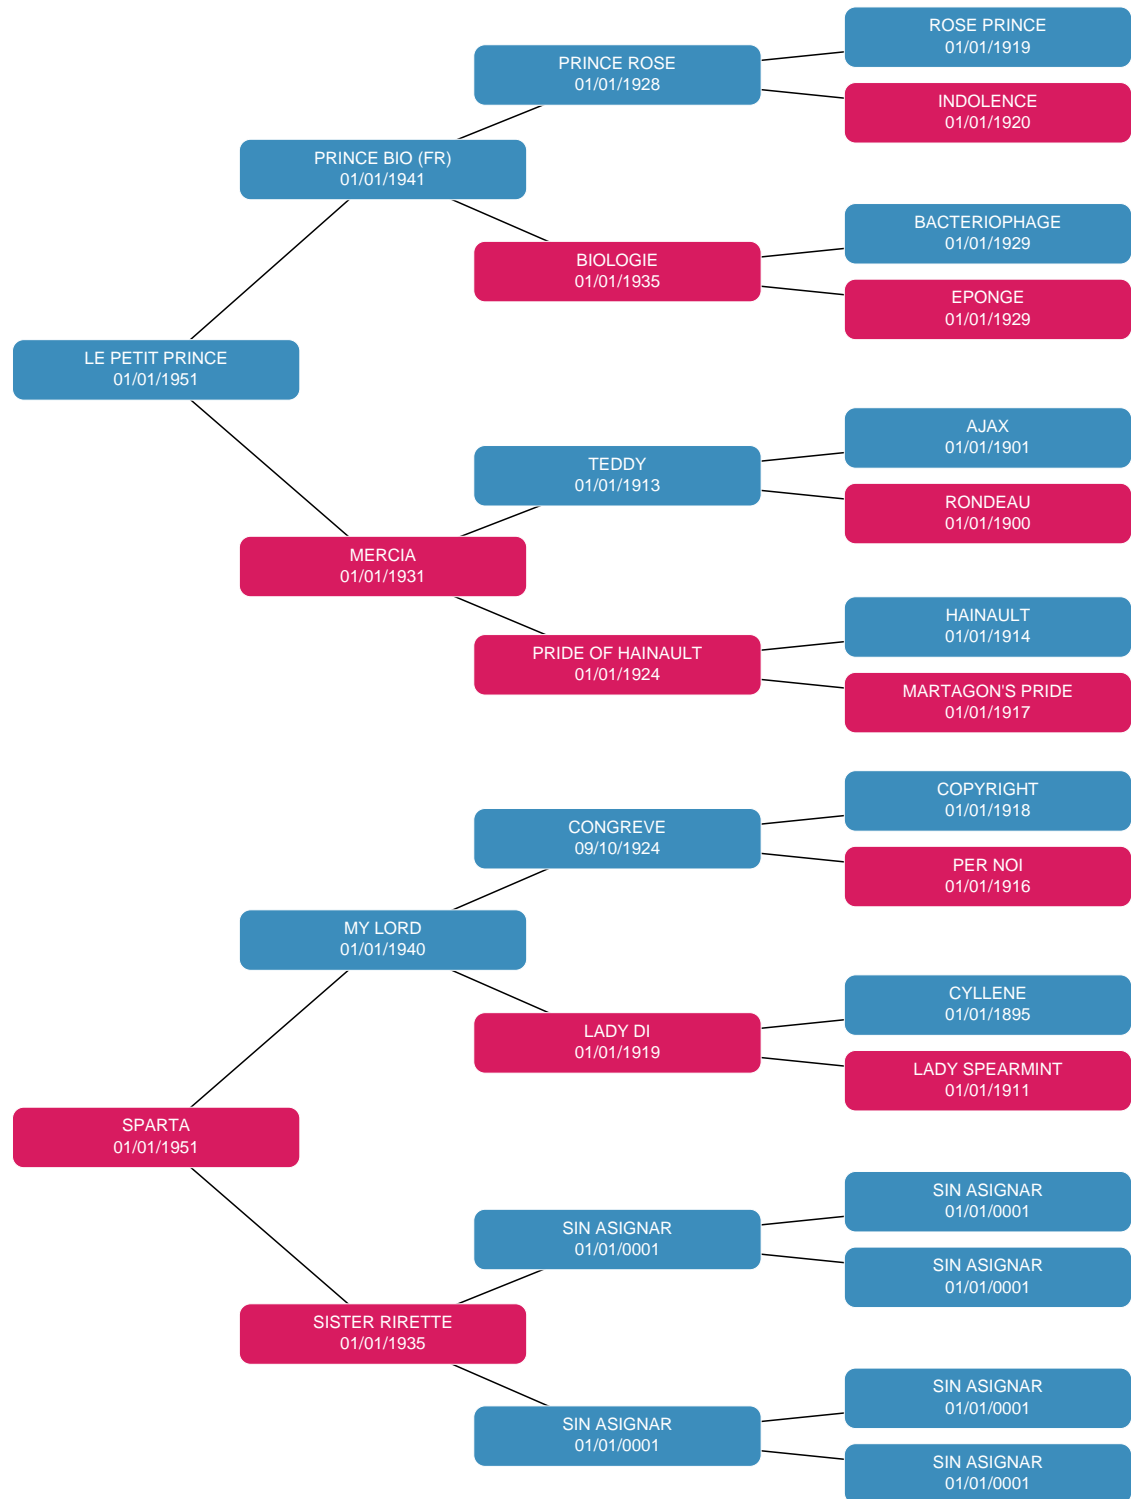 ROSE PRINCE
01/01/1919
PRINCE ROSE
01/01/1928
INDOLENCE
01/01/1920
PRINCE BIO (FR)
01/01/1941
BACTERIOPHAGE
01/01/1929
BIOLOGIE
01/01/1935
EPONGE
01/01/1929
LE PETIT PRINCE
01/01/1951
AJAX
01/01/1901
TEDDY
01/01/1913
RONDEAU
01/01/1900
MERCIA
01/01/1931
HAINAULT
01/01/1914
PRIDE OF HAINAULT
01/01/1924
MARTAGON'S PRIDE
01/01/1917
COPYRIGHT
01/01/1918
CONGREVE
09/10/1924
PER NOI
01/01/1916
MY LORD
01/01/1940
CYLLENE
01/01/1895
LADY DI
01/01/1919
LADY SPEARMINT
01/01/1911
SPARTA
01/01/1951
SIN ASIGNAR
01/01/0001
SIN ASIGNAR
01/01/0001
SIN ASIGNAR
01/01/0001
SISTER RIRETTE
01/01/1935
SIN ASIGNAR
01/01/0001
SIN ASIGNAR
01/01/0001
SIN ASIGNAR
01/01/0001